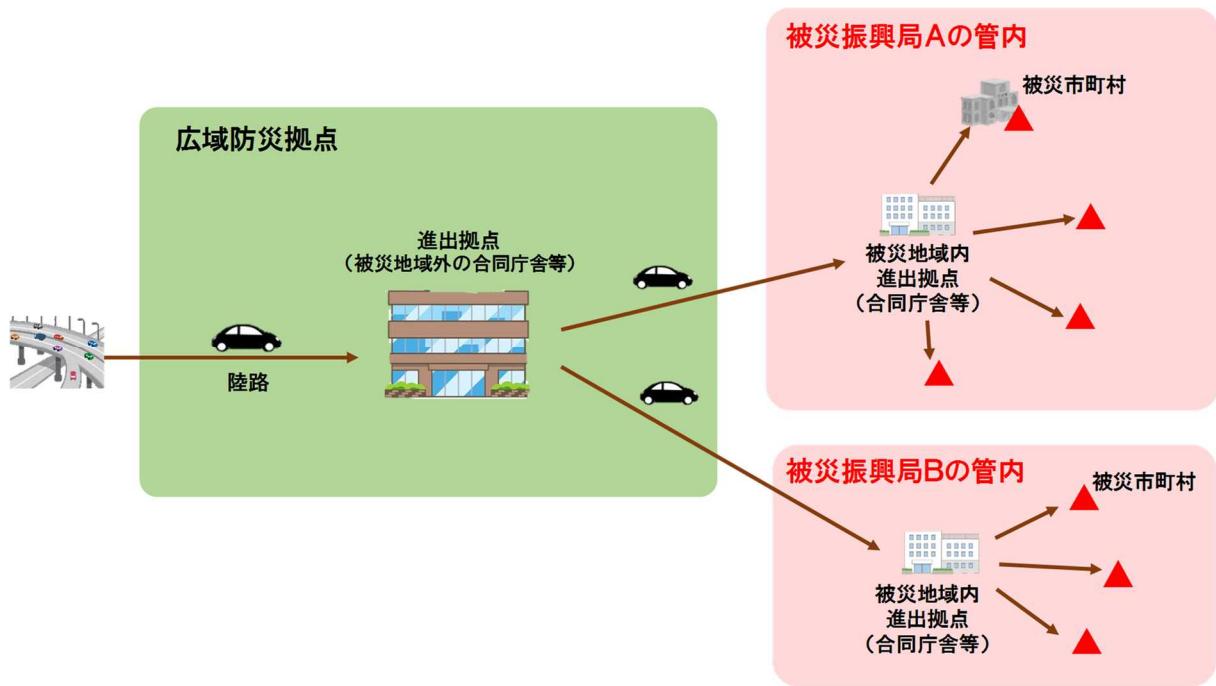 広域防災拠点
進出拠点
（被災地域外の合同庁舎等）
陸路
被災振興局Aの管内
被災市町村
被災地域内
進出拠点
（合同庁舎等）
被災振興局Bの管内
被災市町村
被災地域内
進出拠点
（合同庁舎等）